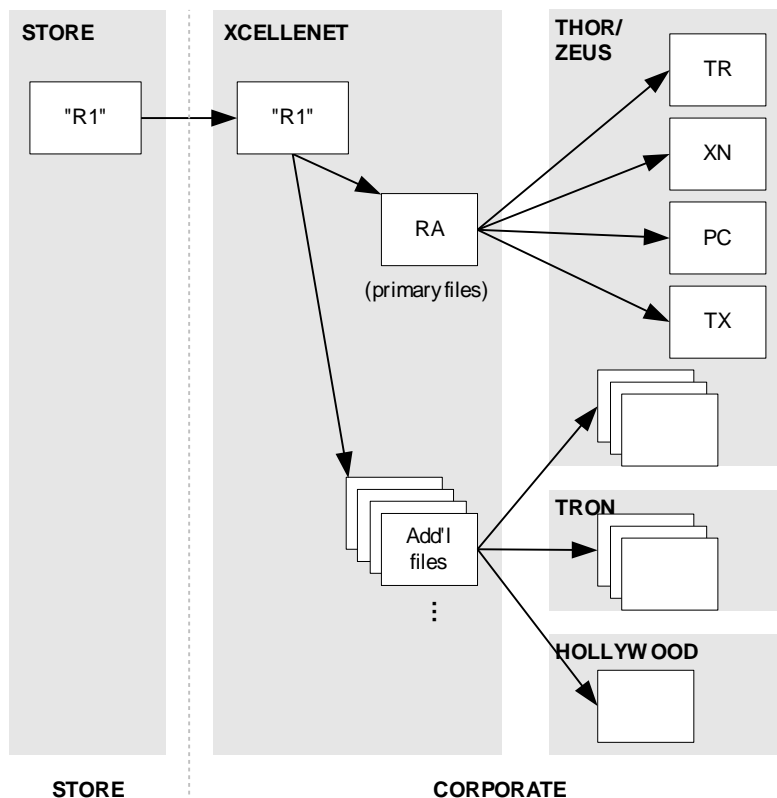 STORE
XCELLENET
THOR/
ZEUS
"R1"
"R1"
TR
XN
RA
(primary files)
PC
TX
Add'l
files
TRON
HOLLYWOOD
STORE
CORPORATE